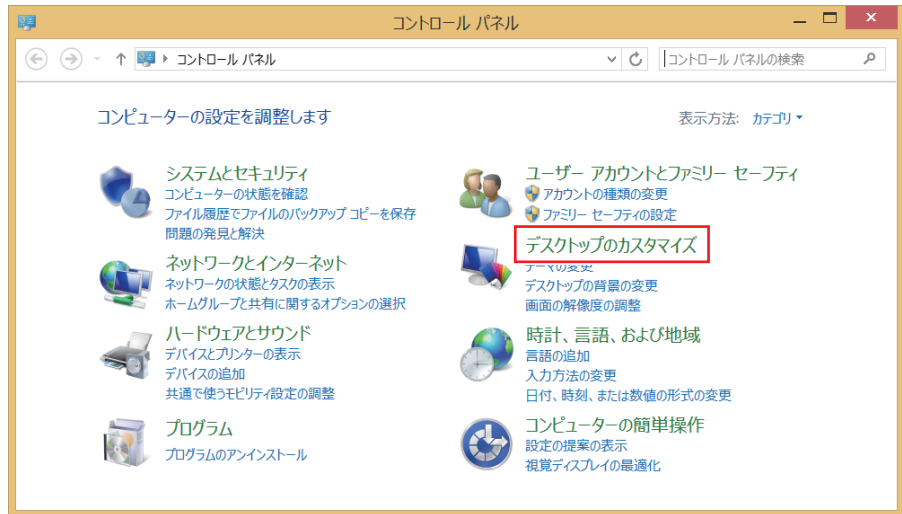 コントロール パネル
コントロール パネル
コントロール パネルの検索
コンピューターの設定を調整します
表示方法: カテゴリ
システムとセキュリティ
コンピューターの状態を確認
ファイル履歴でファイルのバックアップ コピーを保存
問題の発見と解決
ネットワークとインターネット
ネットワークの状態とタスクの表示
ホームグループと共有に関するオプションの選択
ハードウェアとサウンド
デバイスとプリンターの表示
デバイスの追加
共通で使うモビリティ設定の調整
プログラム
プログラムのアンインストール
ユーザー アカウントとファミリー セーフティ
アカウントの種類の変更
ファミリー セーフティの設定
デスクトップのカスタマイズ
テーマの変更
デスクトップの背景の変更
画面の解像度の調整
時計、言語、および地域
言語の追加
入力方法の変更
日付、時刻、または数値の形式の変更
コンピューターの簡単操作
設定の提案の表示
視覚ディスプレイの最適化